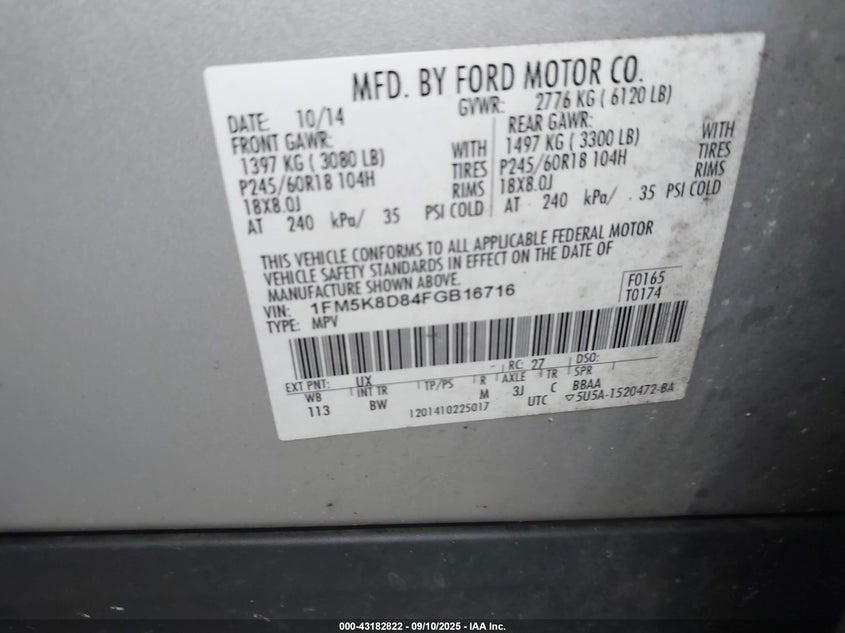 MFD. BY FORD MOTOR CO.
DATE: 10/14 GVWR: 2776 KG ( 6120 LB)
FRONT GAWR: REAR GAWR:
1397 KG ( 3080 LB) WITH 1497 KG ( 3300 LB) WITH
P245/60R18 104H TIRES P245/60R18 104H TIRES
18X8.0J RIMS 18X8.0J RIMS
AT 240 kPa/ 35 PSI COLD AT 240 kPa/ 35 PSI COLD
THIS VEHICLE CONFORMS TO ALL APPLICABLE FEDERAL MOTOR
VEHICLE SAFETY STANDARDS IN EFFECT ON THE DATE OF
MANUFACTURE SHOWN ABOVE.
VIN: 1FM5K8D84FGB16716 F0165
TYPE: MPV T0174
EXT PNT: UX RC: 27 DSO:
WB INT TR TP/PS R AXLE TR SPR
113 BW M 3J C BBAA
1201410225017 UTC ▽5U5A-1520472-BA
000-43182822 - 09/10/2025 - IAA Inc.